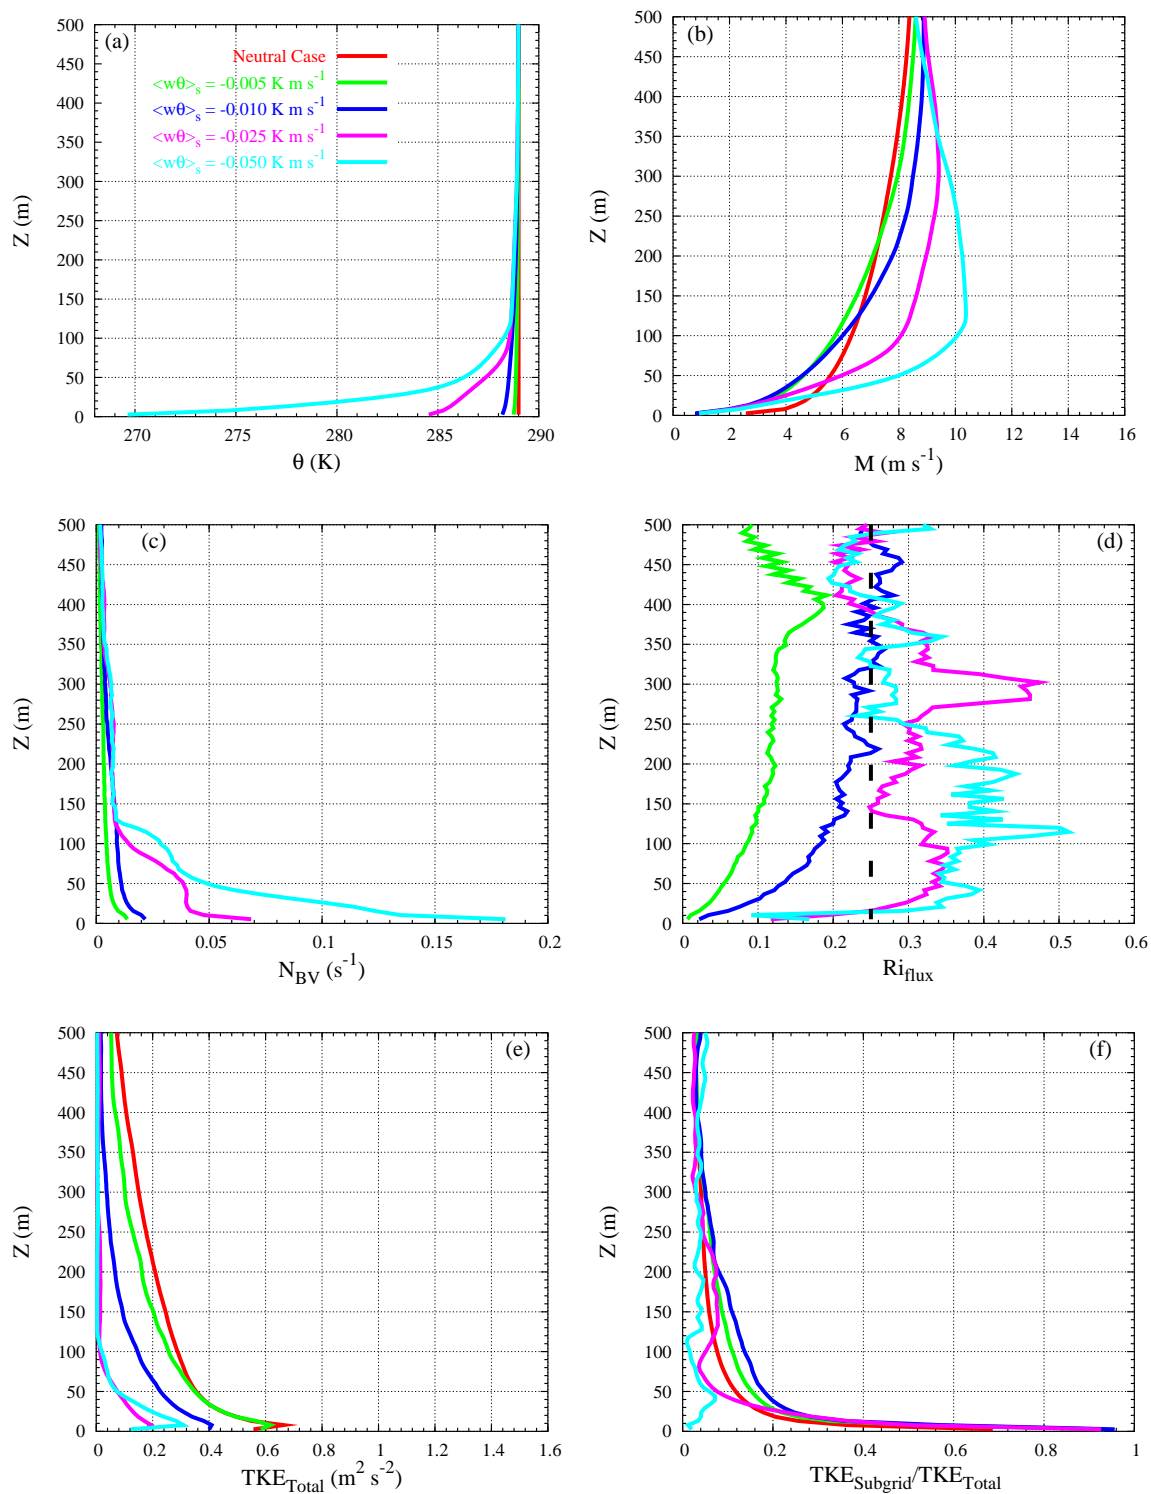 500
450
400
350
300
250
200
150
100
50
0
Z (m)
(a)
Neutral Case
<wθ>s = -0.005 K m s-1
<wθ>s = -0.010 K m s-1
<wθ>s = -0.025 K m s-1
<wθ>s = -0.050 K m s-1
270 275 280 285 290
θ (K)
500
450
400
350
300
250
200
150
100
50
0
Z (m)
(b)
0 2 4 6 8 10 12 14 16
M (m s-1)
500
450
400
350
300
250
200
150
100
50
0
Z (m)
(c)
0 0.05 0.1 0.15 0.2
NBV (s-1)
500
450
400
350
300
250
200
150
100
50
0
Z (m)
(d)
0 0.1 0.2 0.3 0.4 0.5 0.6
Riflux
500
450
400
350
300
250
200
150
100
50
0
Z (m)
(e)
0 0.2 0.4 0.6 0.8 1 1.2 1.4 1.6
TKETotal (m2 s-2)
500
450
400
350
300
250
200
150
100
50
0
Z (m)
(f)
0 0.2 0.4 0.6 0.8 1
TKESubgrid/TKETotal